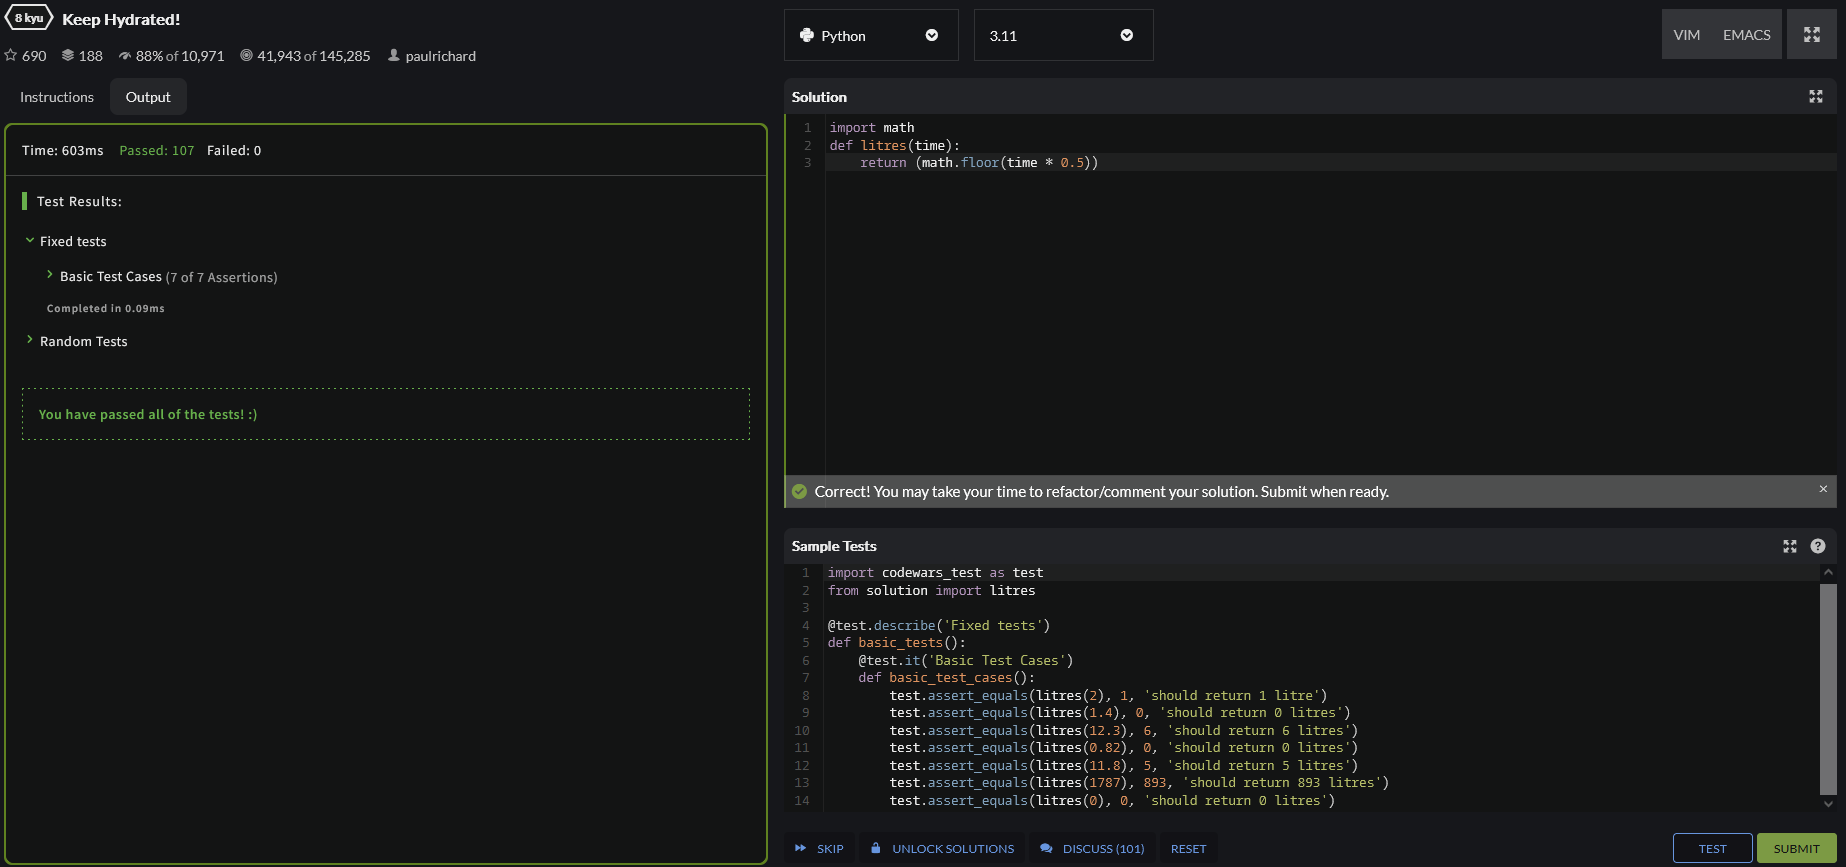 8 kyu Keep Hydrated!
690 188 88% of 10,971 41,943 of 145,285 paulrichard
Instructions Output
Time: 603ms Passed: 107 Failed: 0
Test Results:
Fixed tests
Basic Test Cases (7 of 7 Assertions)
Completed in 0.09ms
Random Tests
You have passed all of the tests! :)
Python 3.11 VIM EMACS
Solution
1 import math
2 def litres(time):
3     return (math.floor(time * 0.5))
Correct! You may take your time to refactor/comment your solution. Submit when ready. ×
Sample Tests ?
1 import codewars_test as test
2 from solution import litres
3
4 @test.describe('Fixed tests')
5 def basic_tests():
6     @test.it('Basic Test Cases')
7     def basic_test_cases():
8         test.assert_equals(litres(2), 1, 'should return 1 litre')
9         test.assert_equals(litres(1.4), 0, 'should return 0 litres')
10         test.assert_equals(litres(12.3), 6, 'should return 6 litres')
11         test.assert_equals(litres(0.82), 0, 'should return 0 litres')
12         test.assert_equals(litres(11.8), 5, 'should return 5 litres')
13         test.assert_equals(litres(1787), 893, 'should return 893 litres')
14         test.assert_equals(litres(0), 0, 'should return 0 litres')
SKIP UNLOCK SOLUTIONS DISCUSS (101) RESET TEST SUBMIT